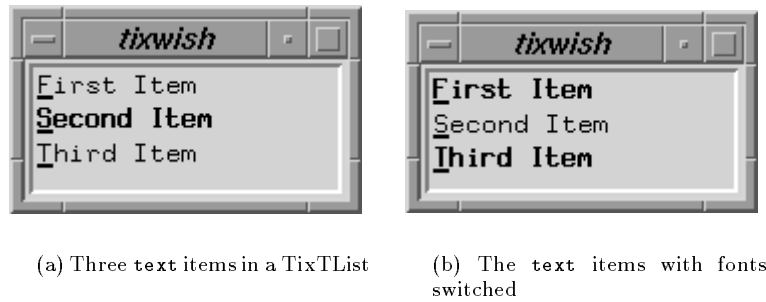 tixwish
First Item
Second Item
Third Item
tixwish
First Item
Second Item
Third Item
(a) Three text items in a TixTList
(b) The text items with fonts
switched